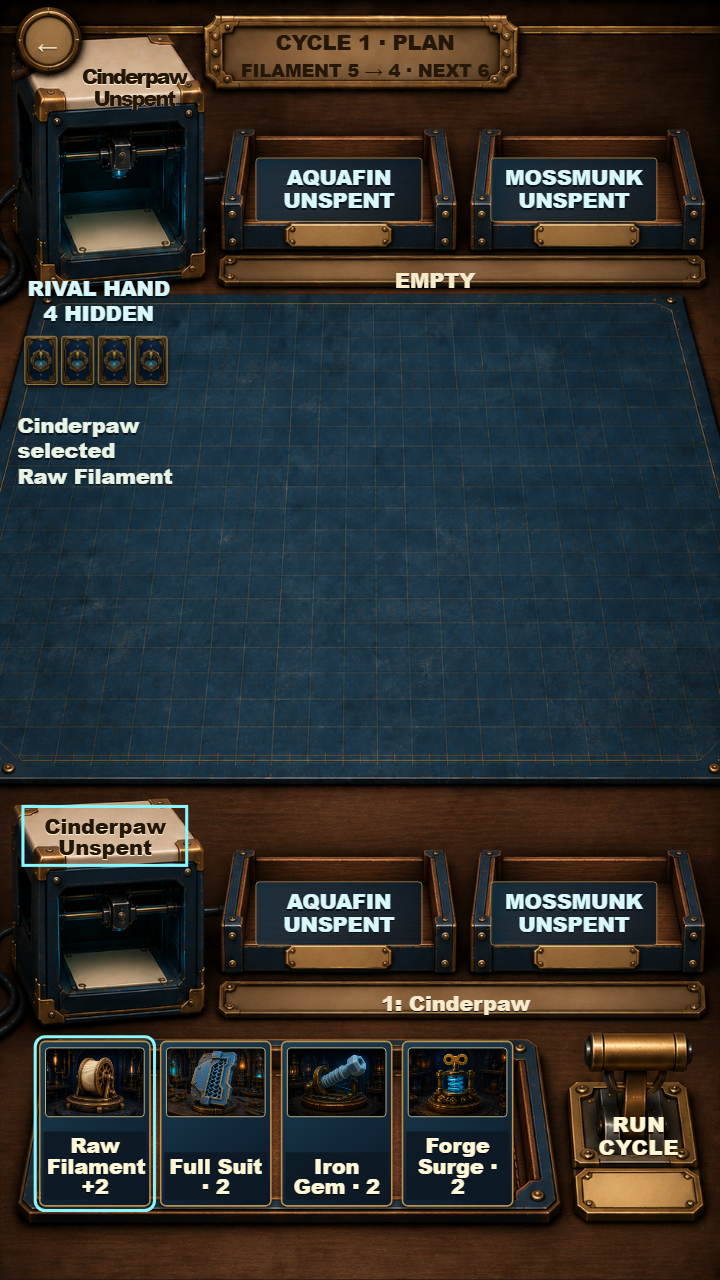 ←
CYCLE 1 · PLAN
FILAMENT 5 → 4 · NEXT 6
Cinderpaw
Unspent
AQUAFIN
UNSPENT
MOSSMUNK
UNSPENT
EMPTY
RIVAL HAND
4 HIDDEN
Cinderpaw
selected
Raw Filament
Cinderpaw
Unspent
AQUAFIN
UNSPENT
MOSSMUNK
UNSPENT
1: Cinderpaw
Raw
Filament
+2
Full Suit
· 2
Iron
Gem · 2
Forge
Surge ·
2
RUN
CYCLE